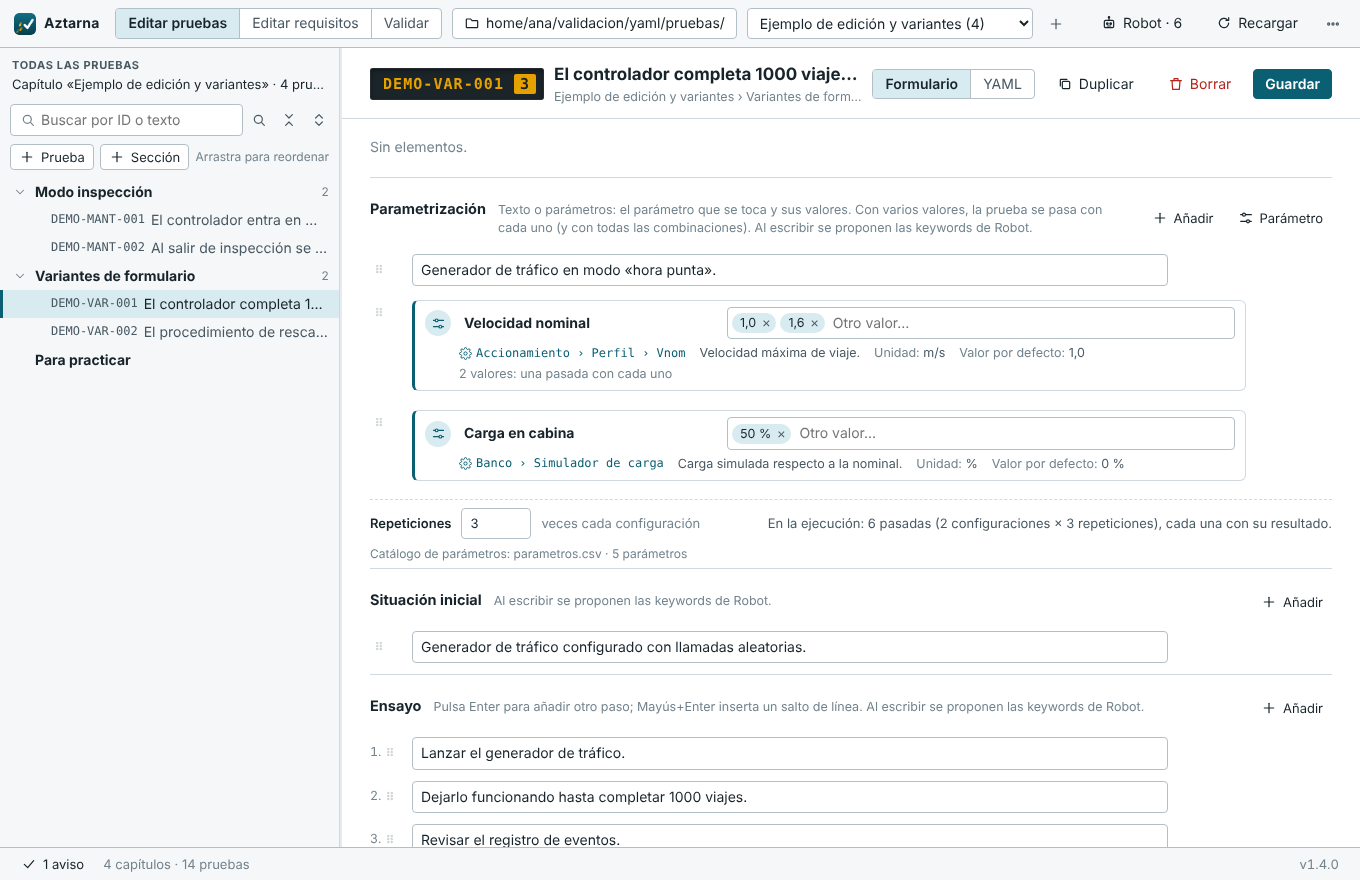 Aztarna
Editar pruebas
Editar requisitos
Validar
home/ana/validacion/yaml/pruebas/
Ejemplo de edición y variantes (4)
Robot · 6
Recargar
TODAS LAS PRUEBAS
Capítulo «Ejemplo de edición y variantes» · 4 pru…
Buscar por ID o texto
Prueba
Sección
Arrastra para reordenar
Modo inspección 2
DEMO-MANT-001 El controlador entra en …
DEMO-MANT-002 Al salir de inspección se …
Variantes de formulario 2
DEMO-VAR-001 El controlador completa 1…
DEMO-VAR-002 El procedimiento de resca…
Para practicar
DEMO-VAR-001 3
El controlador completa 1000 viaje…
Ejemplo de edición y variantes › Variantes de form…
Formulario
YAML
Duplicar
Borrar
Guardar
Sin elementos.
Parametrización
Texto o parámetros: el parámetro que se toca y sus valores. Con varios valores, la prueba se pasa con
cada uno (y con todas las combinaciones). Al escribir se proponen las keywords de Robot.
Añadir
Parámetro
Generador de tráfico en modo «hora punta».
Velocidad nominal
1,0 ×
1,6 ×
Otro valor…
Accionamiento › Perfil › Vnom Velocidad máxima de viaje. Unidad: m/s Valor por defecto: 1,0
2 valores: una pasada con cada uno
Carga en cabina
50 % ×
Otro valor…
Banco › Simulador de carga Carga simulada respecto a la nominal. Unidad: % Valor por defecto: 0 %
Repeticiones 3 veces cada configuración
En la ejecución: 6 pasadas (2 configuraciones × 3 repeticiones), cada una con su resultado.
Catálogo de parámetros: parametros.csv · 5 parámetros
Situación inicial
Al escribir se proponen las keywords de Robot.
Añadir
Generador de tráfico configurado con llamadas aleatorias.
Ensayo
Pulsa Enter para añadir otro paso; Mayús+Enter inserta un salto de línea. Al escribir se proponen las keywords de Robot.
Añadir
1. Lanzar el generador de tráfico.
2. Dejarlo funcionando hasta completar 1000 viajes.
3. Revisar el registro de eventos.
1 aviso
4 capítulos · 14 pruebas
v1.4.0